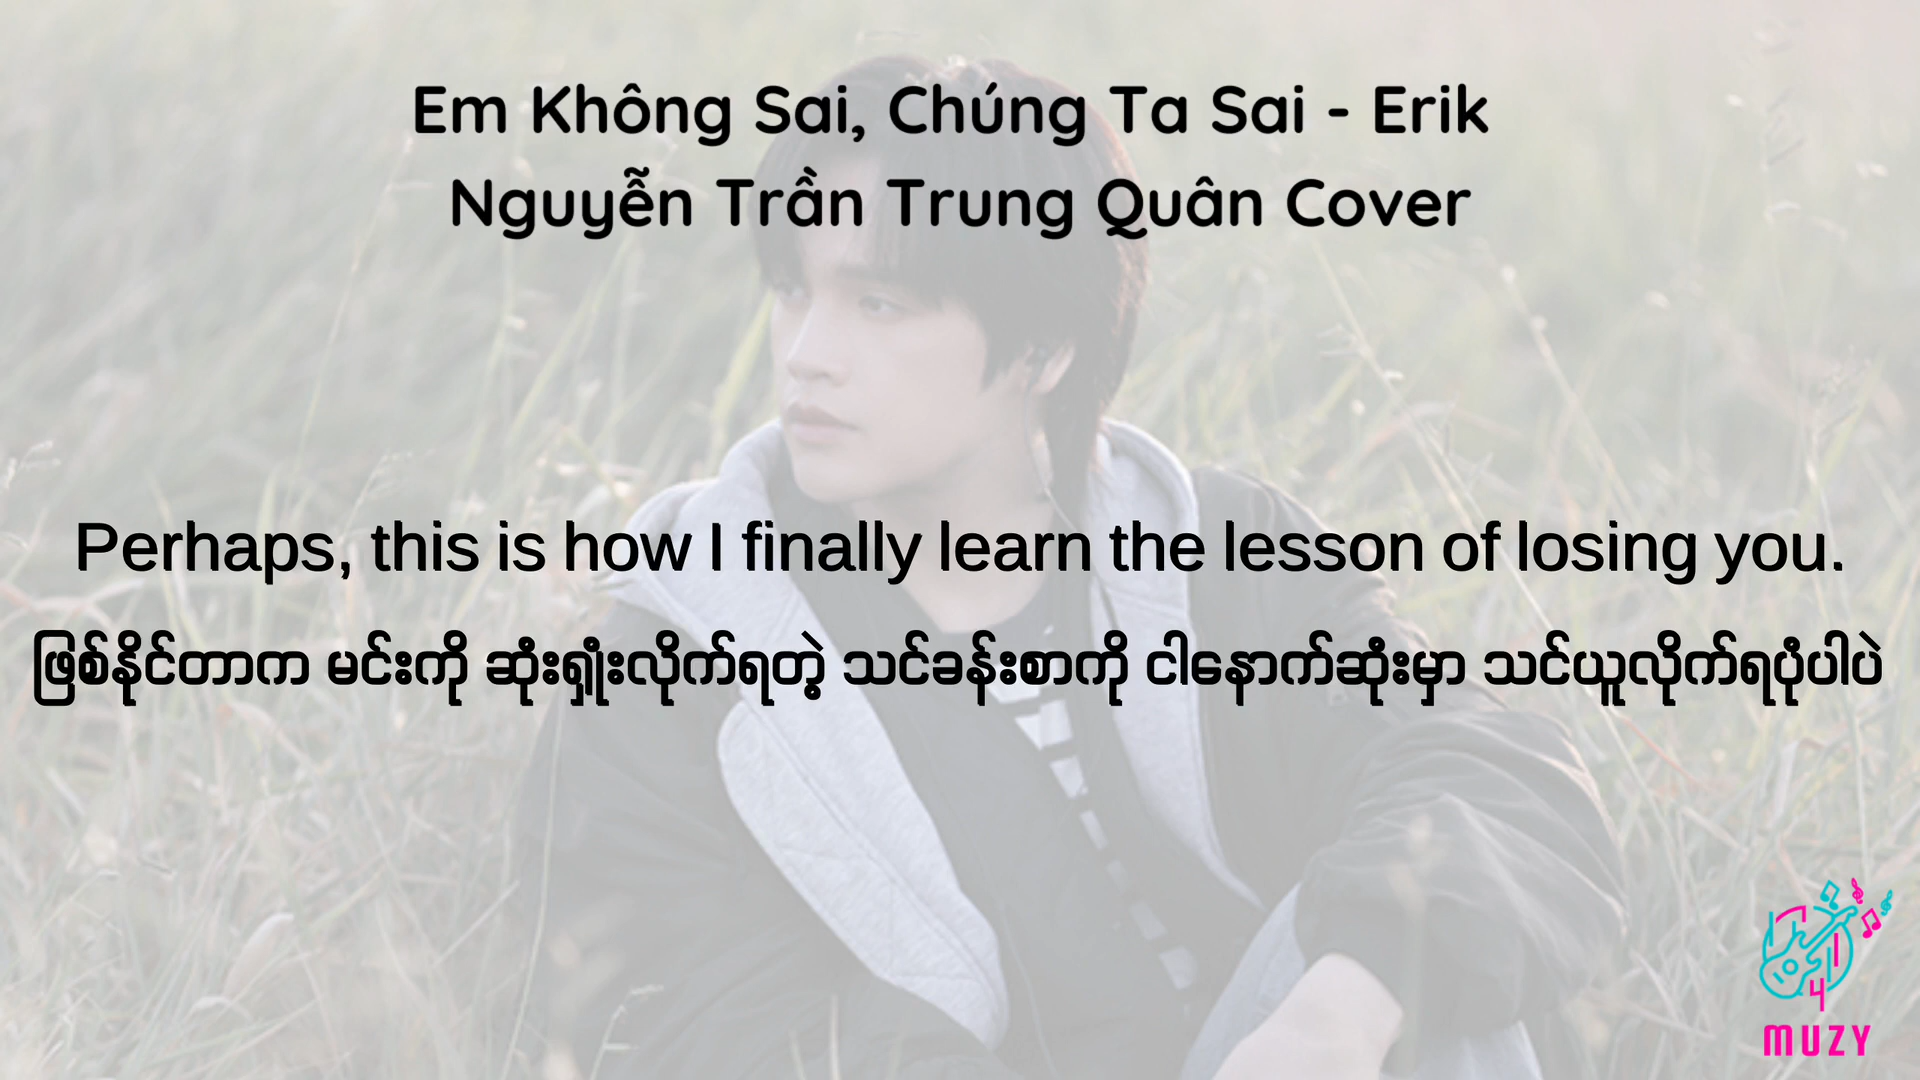 Em Không Sai, Chúng Ta Sai - Erik
Nguyễn Trần Trung Quân Cover
Perhaps, this is how I finally learn the lesson of losing you.
ဖြစ်နိုင်တာက မင်းကို ဆုံးရှုံးလိုက်ရတဲ့ သင်ခန်းစာကို ငါနောက်ဆုံးမှာ သင်ယူလိုက်ရပုံပါပဲ
4
MUZY